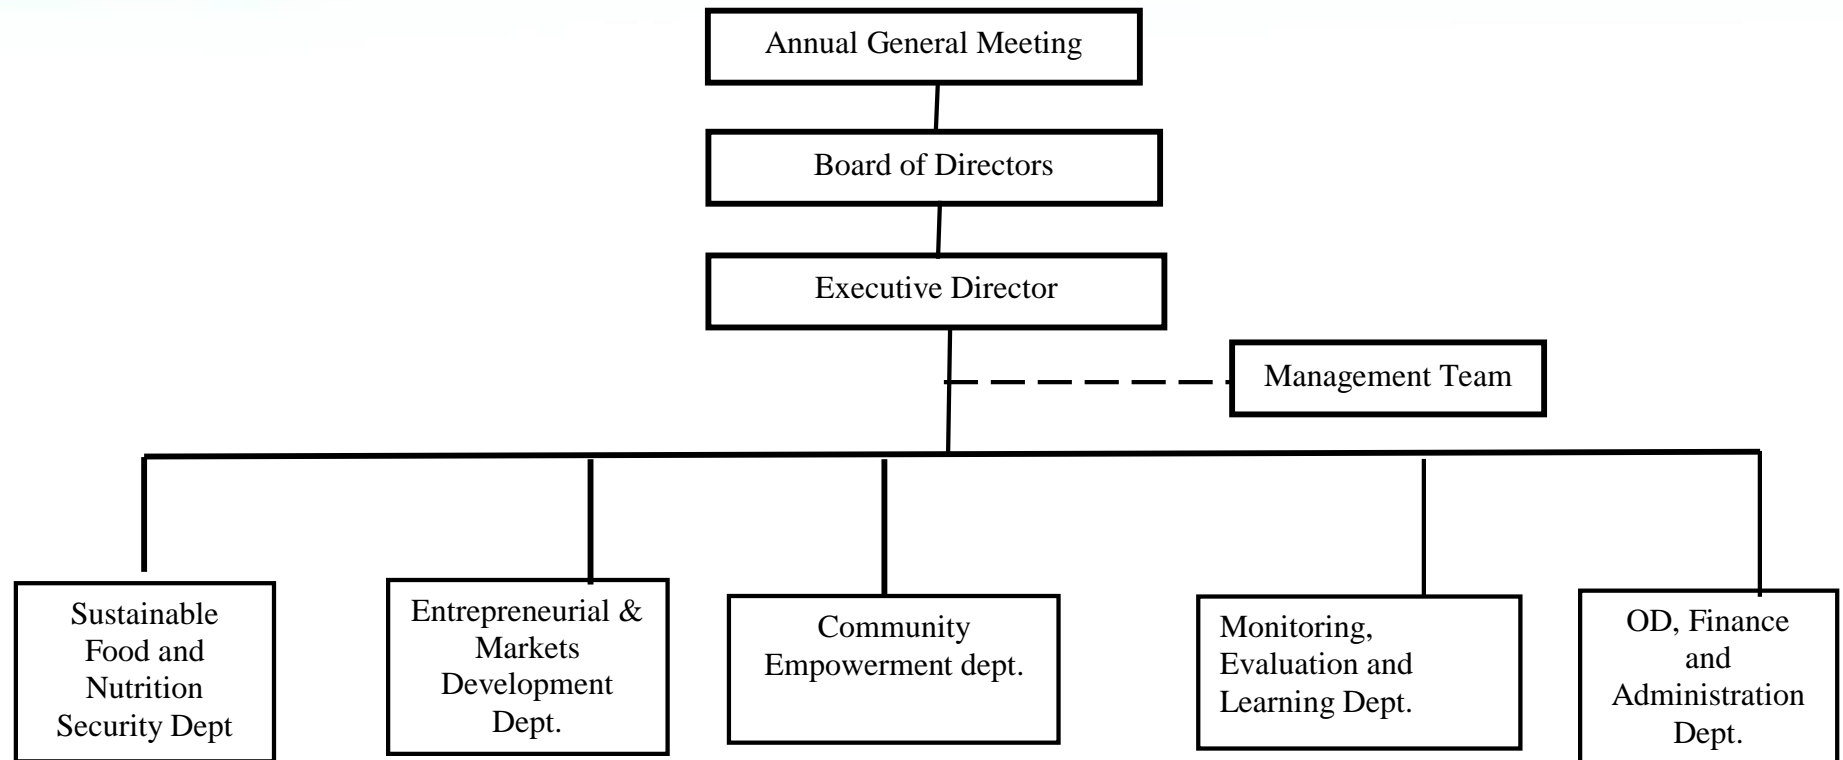 Annual General Meeting
Board of Directors
Executive Director
Management Team
Sustainable
Food and
Nutrition
Security Dept
Entrepreneurial &
Markets
Development
Dept.
Community
Empowerment dept.
Monitoring,
Evaluation and
Learning Dept.
OD, Finance
and
Administration
Dept.